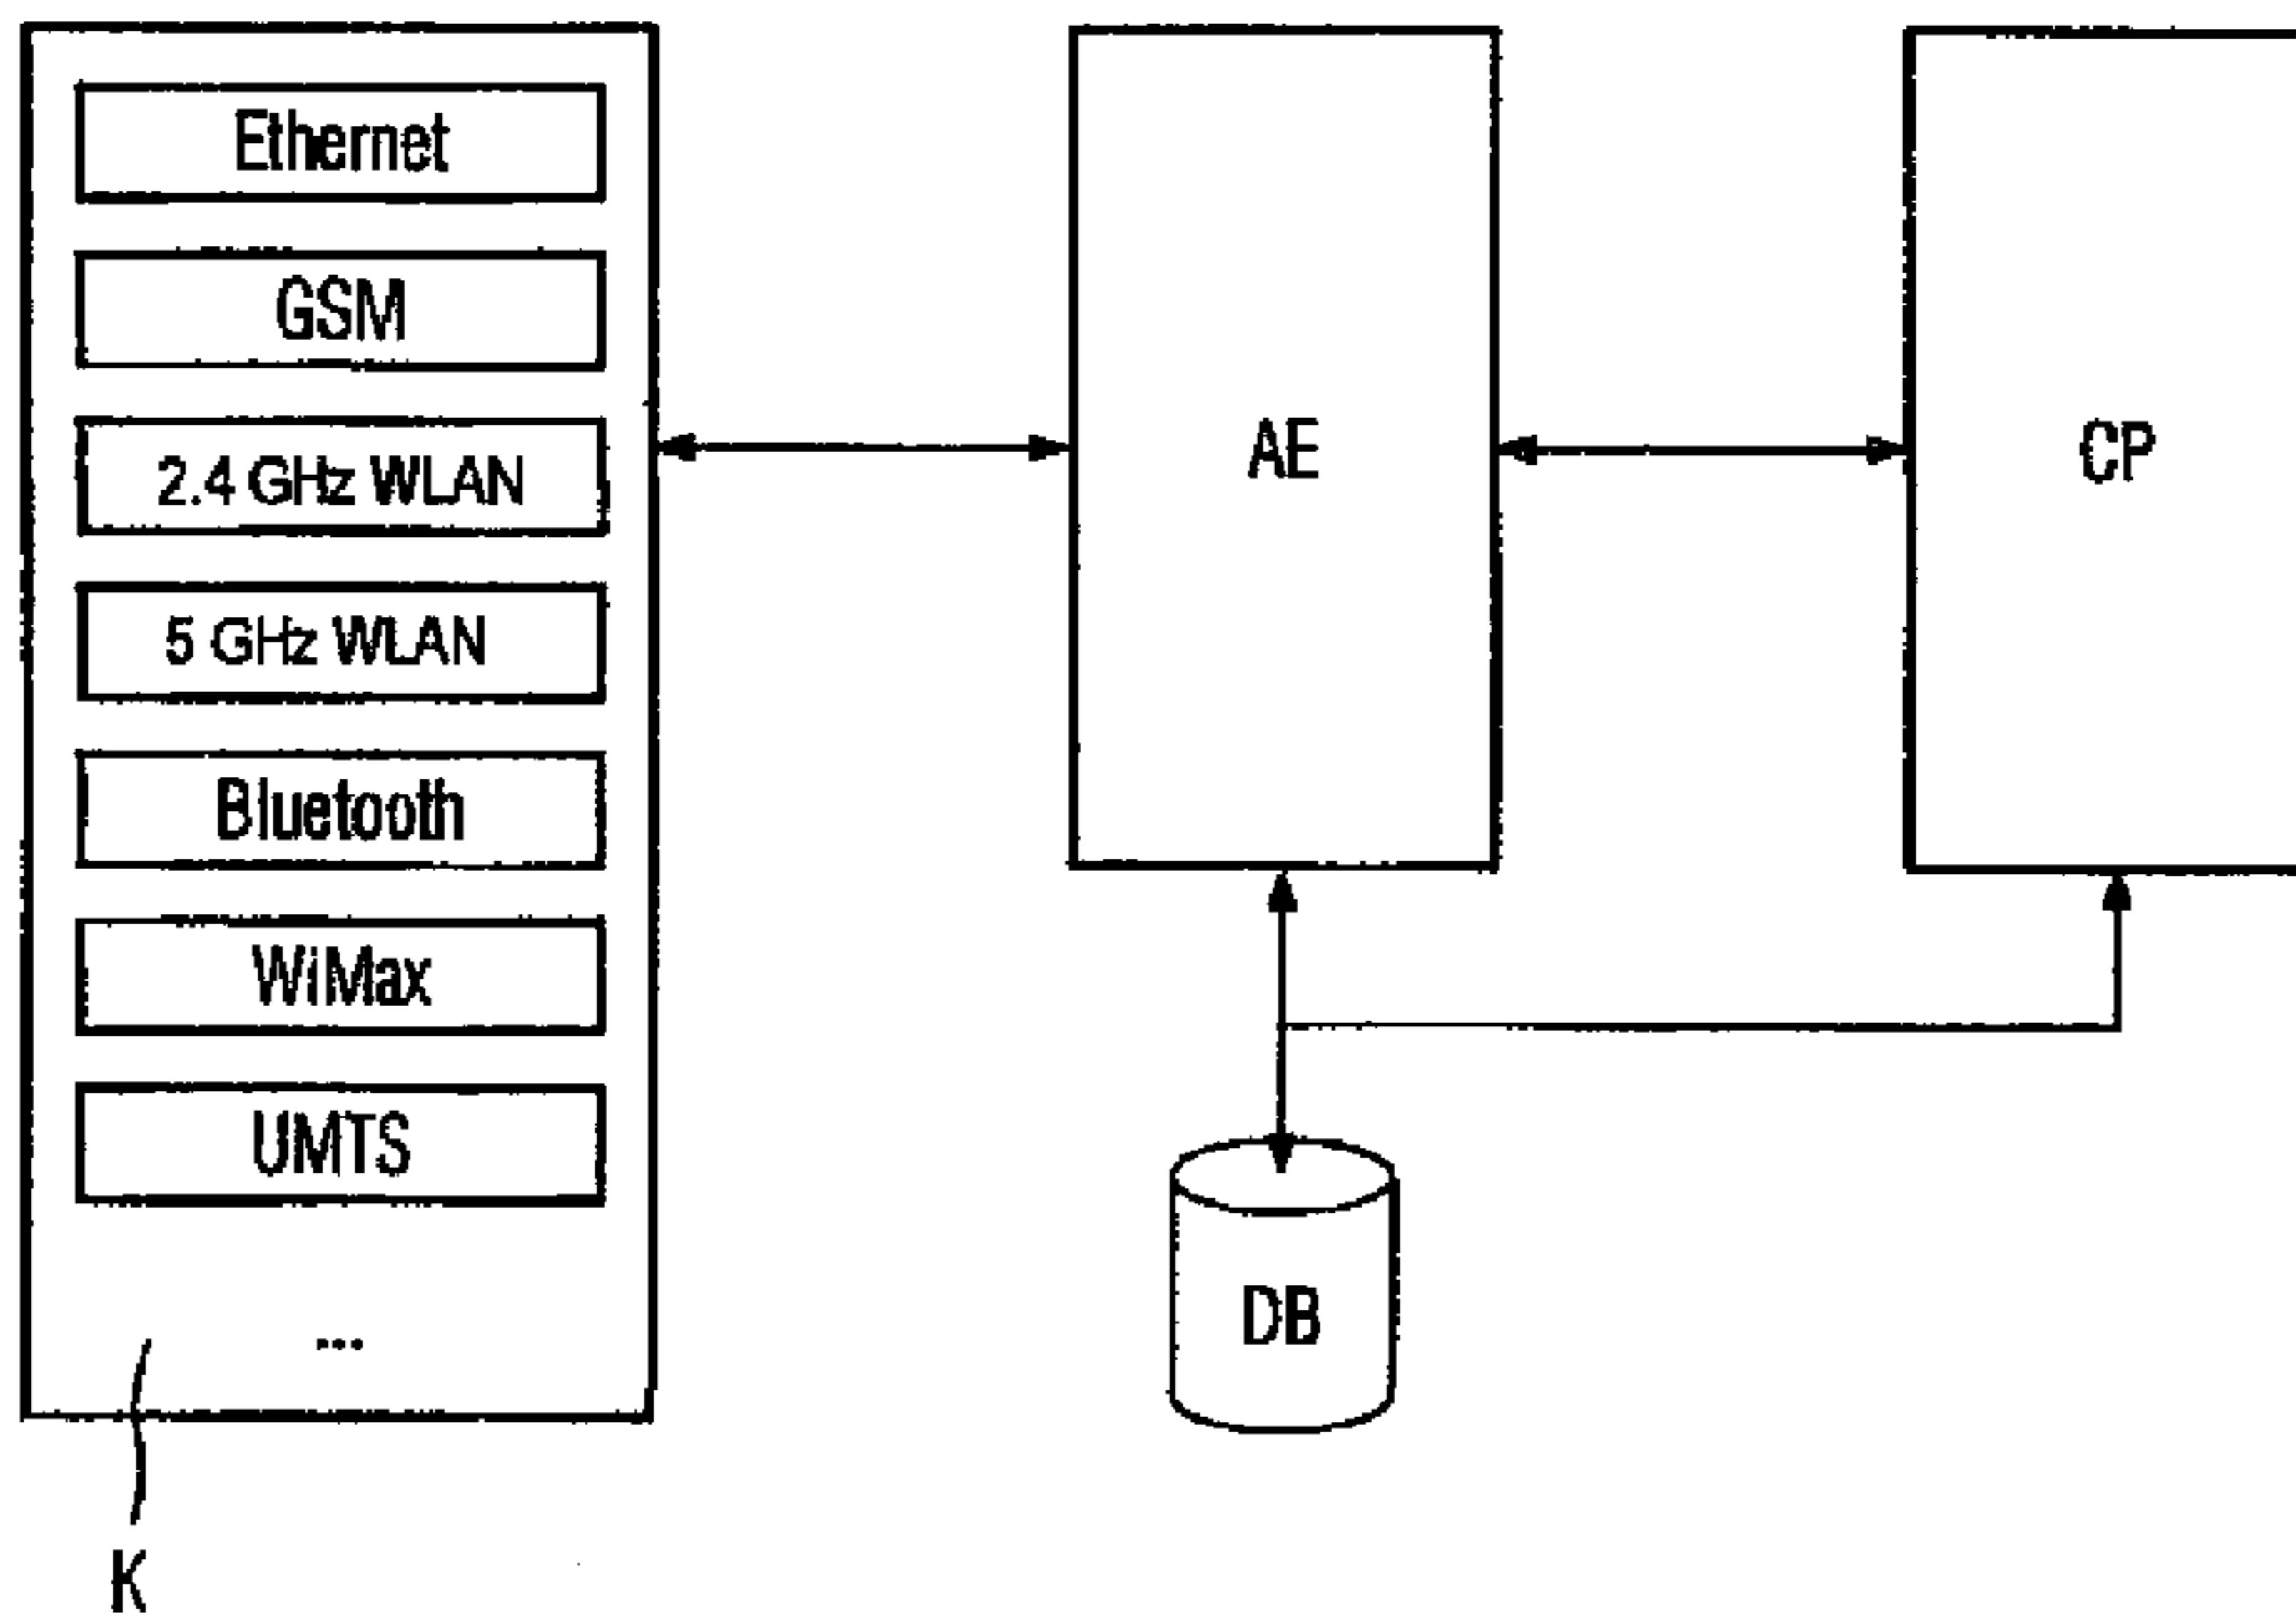 Ethernet
GSM
2.4 GHz WLAN
5 GHz WLAN
Bluetooth
WiMax
UMTS
...
K
AE
CP
DB